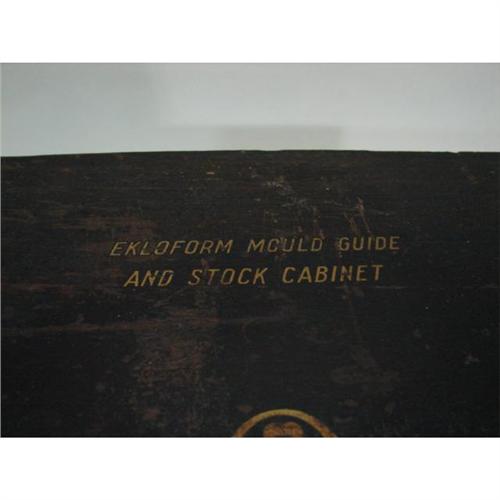 EKLOFORM MOULD GUIDE
AND STOCK CABINET